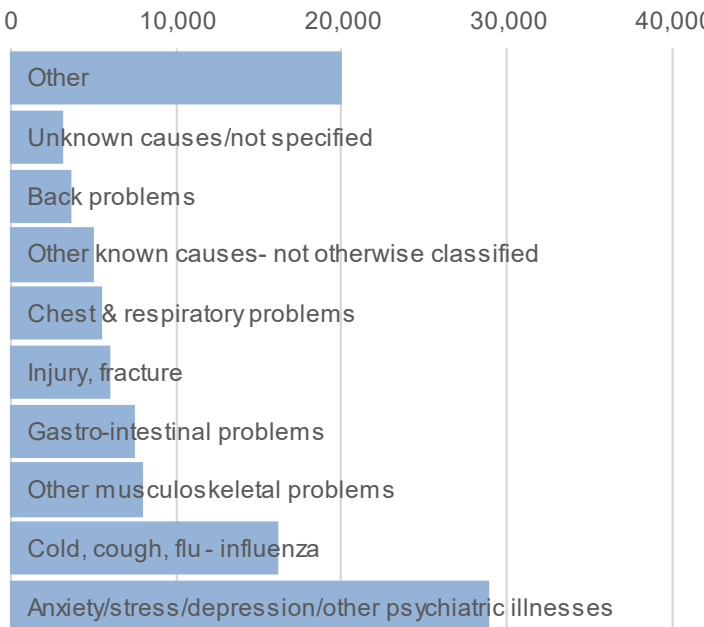 0 10,000 20,000 30,000 40,000
Other
Unknown causes/not specified
Back problems
Other known causes- not otherwise classified
Chest & respiratory problems
Injury, fracture
Gastro-intestinal problems
Other musculoskeletal problems
Cold, cough, flu - influenza
Anxiety/stress/depression/other psychiatric illnesses